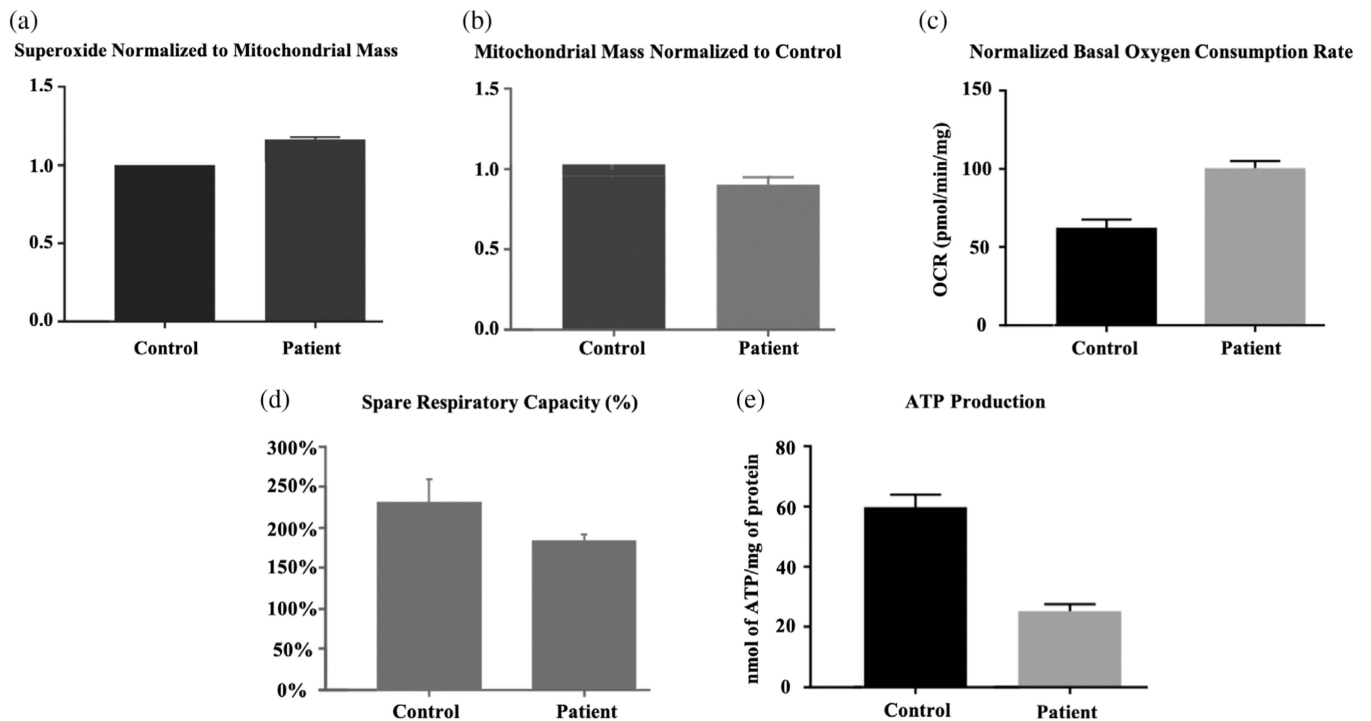 (a)
Superoxide Normalized to Mitochondrial Mass
1.5
1.0
0.5
0.0
Control Patient
(b)
Mitochondrial Mass Normalized to Control
1.5
1.0
0.5
0.0
Control Patient
(c)
Normalized Basal Oxygen Consumption Rate
OCR (pmol/min/mg)
150
100
50
0
Control Patient
(d)
Spare Respiratory Capacity (%)
300%
250%
200%
150%
100%
50%
0%
Control Patient
(e)
ATP Production
nmol of ATP/mg of protein
80
60
40
20
0
Control Patient